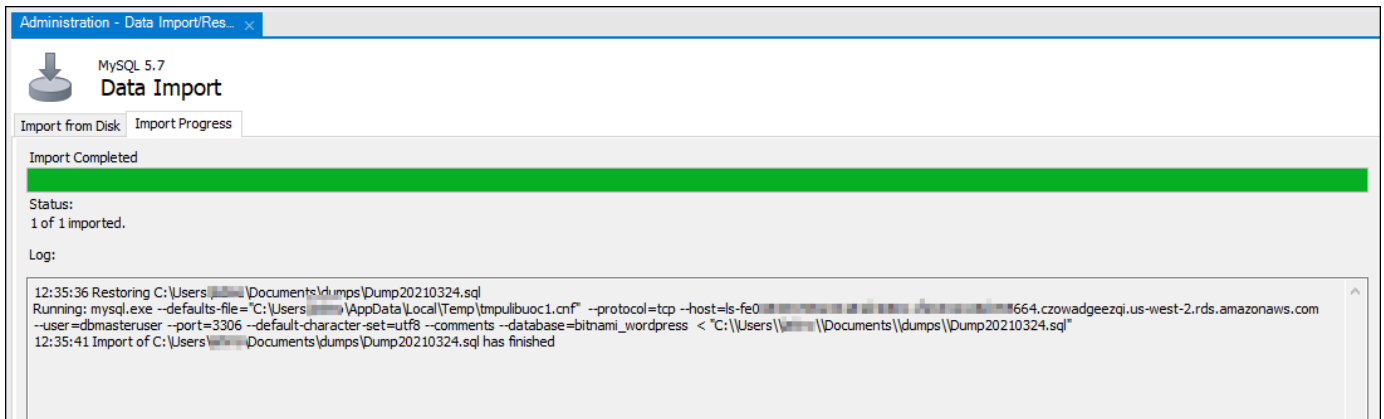 Administration - Data Import/Res...
MySQL 5.7
Data Import
Import from Disk
Import Progress
Import Completed
Status:
1 of 1 imported.
Log:
12:35:36 Restoring C:\Users\ \Documents\dumps\Dump20210324.sql
Running: mysql.exe --defaults-file="C:\Users \AppData\Local\Temp\tmpulibuoc1.cnf" --protocol=tcp --host=ls-fe0 664.czowadgeezqi.us-west-2.rds.amazonaws.com
--user=dbmasteruser --port=3306 --default-character-set=utf8 --comments --database=bitnami_wordpress < "C:\\Users\\ \\Documents\\dumps\\Dump20210324.sql"
12:35:41 Import of C:\Users\ \Documents\dumps\Dump20210324.sql has finished